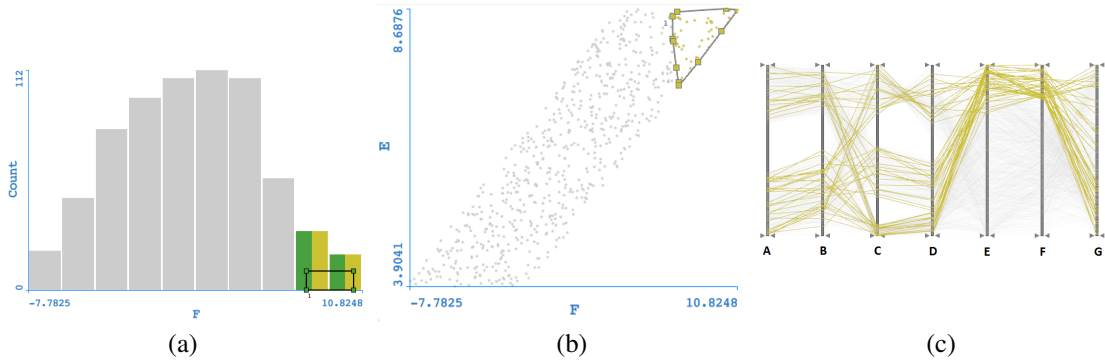 112
Count
0
-7.7825
10.8248
F
1
(a)
8.6876
E
3.9041
-7.7825
10.8248
F
1
(b)
A B C D E F G
(c)